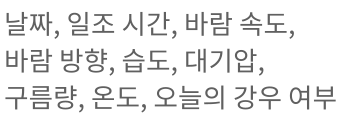 날짜, 일조 시간, 바람 속도,
바람 방향, 습도, 대기압,
구름량, 온도, 오늘의 강우 여부